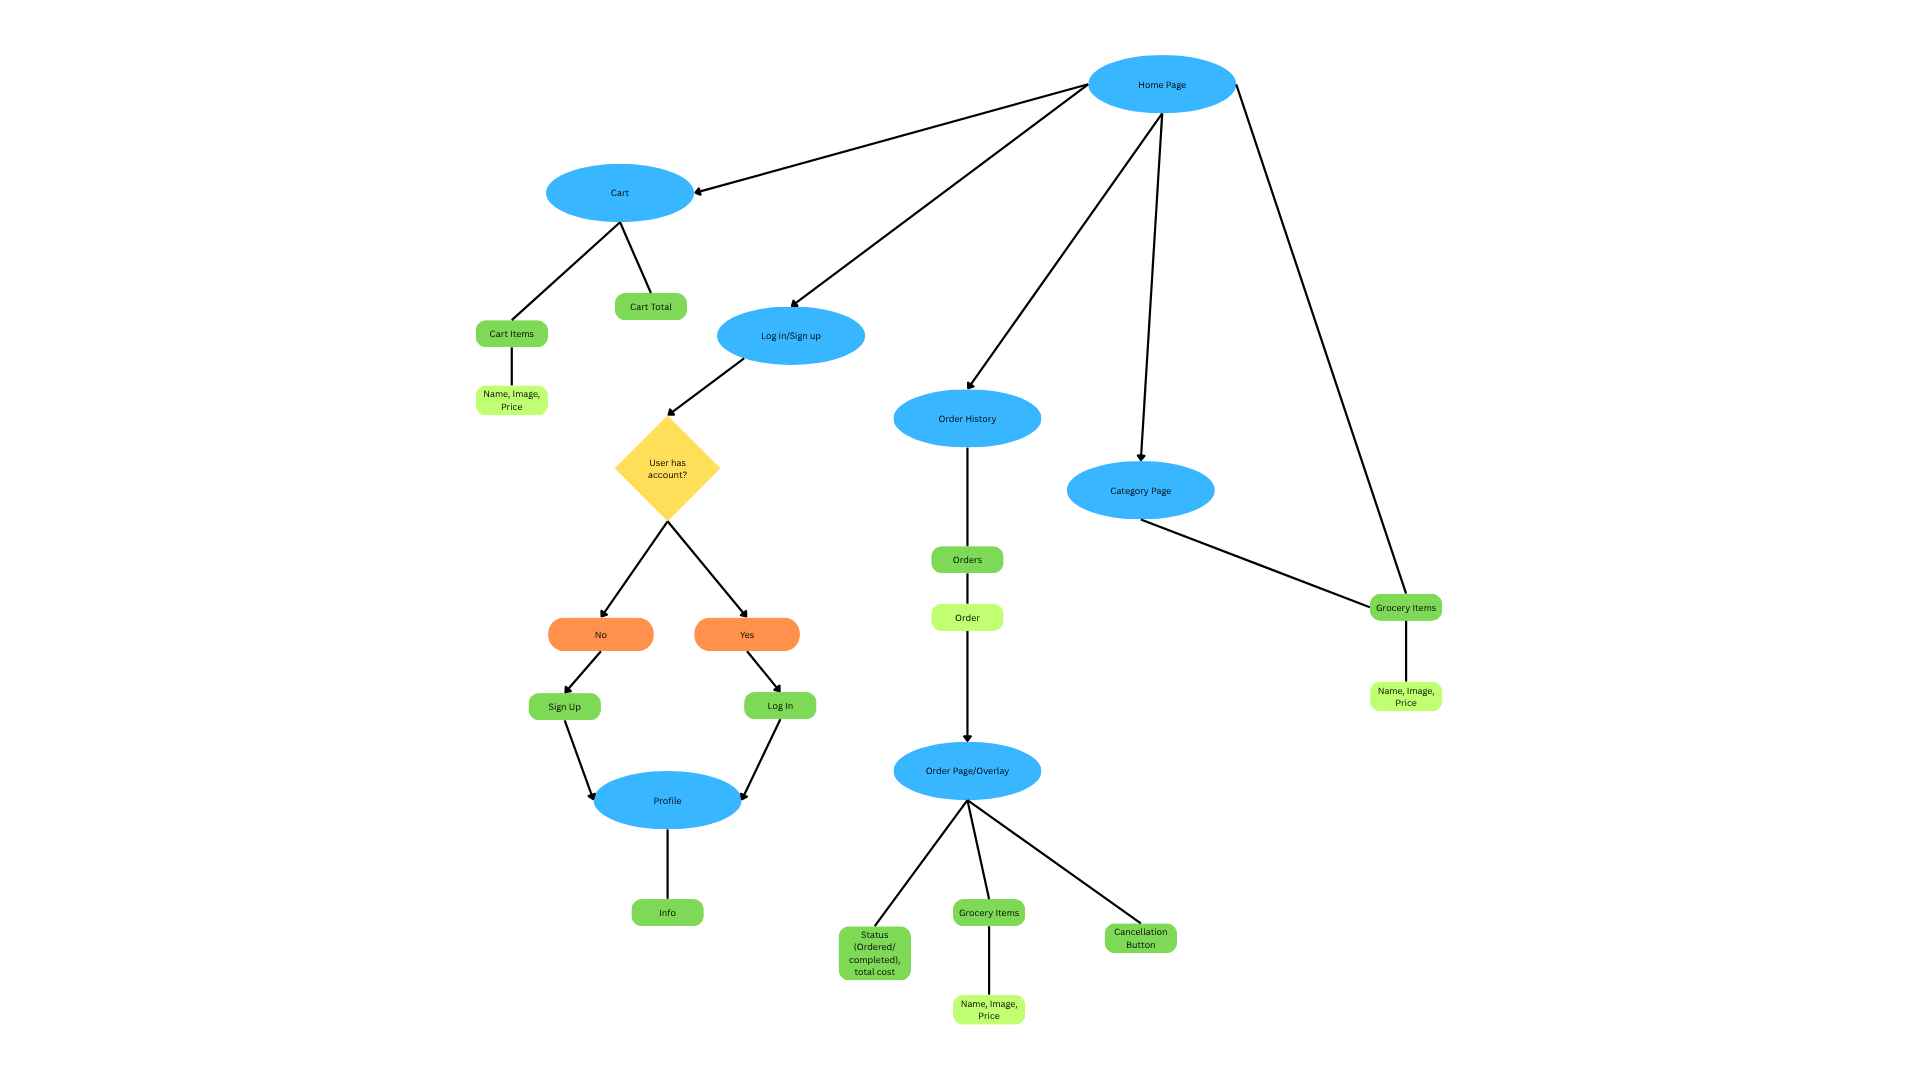 Home Page
Cart
Cart Total
Cart Items
Name, Image,
Price
Log in/Sign up
User has
account?
No
Yes
Sign Up
Log In
Profile
Info
Order History
Orders
Order
Order Page/Overlay
Status
(Ordered/
completed),
total cost
Grocery Items
Name, Image,
Price
Cancellation
Button
Category Page
Grocery Items
Name, Image,
Price